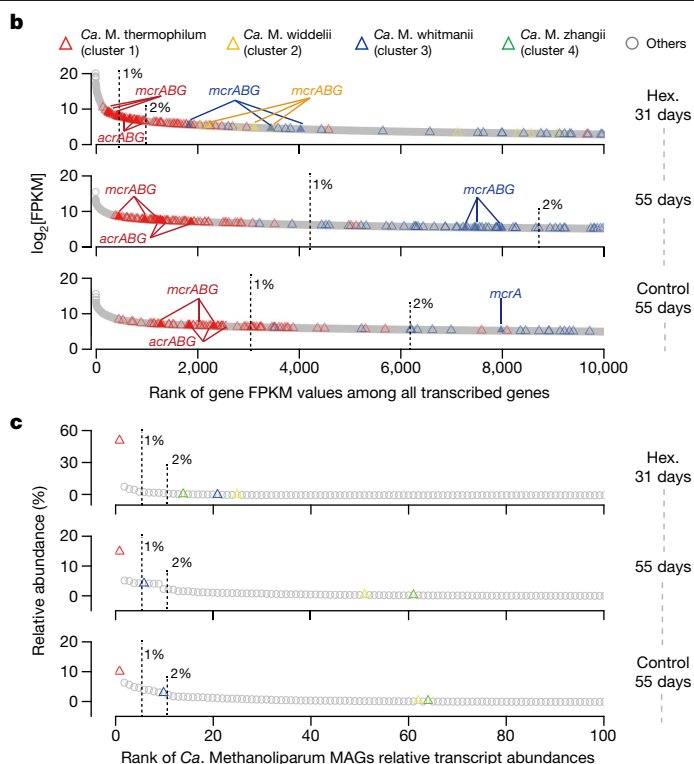 b
Ca. M. thermophilum
(cluster 1)
Ca. M. widdelii
(cluster 2)
Ca. M. whitmanii
(cluster 3)
Ca. M. zhangii
(cluster 4)
Others
20
10
0
1%
2%
mcrABG
mcrABG
mcrABG
acrABG
Hex.
31 days
log2[FPKM]
20
10
0
mcrABG
acrABG
1%
mcrABG
2%
55 days
20
10
0
mcrABG
acrABG
1%
2%
mcrA
Control
55 days
0 2,000 4,000 6,000 8,000 10,000
Rank of gene FPKM values among all transcribed genes
c
Relative abundance (%)
60
30
0
1%
2%
Hex.
31 days
20
10
0
1%
2%
55 days
20
10
0
1%
2%
Control
55 days
0 20 40 60 80 100
Rank of Ca. Methanoliparum MAGs relative transcript abundances